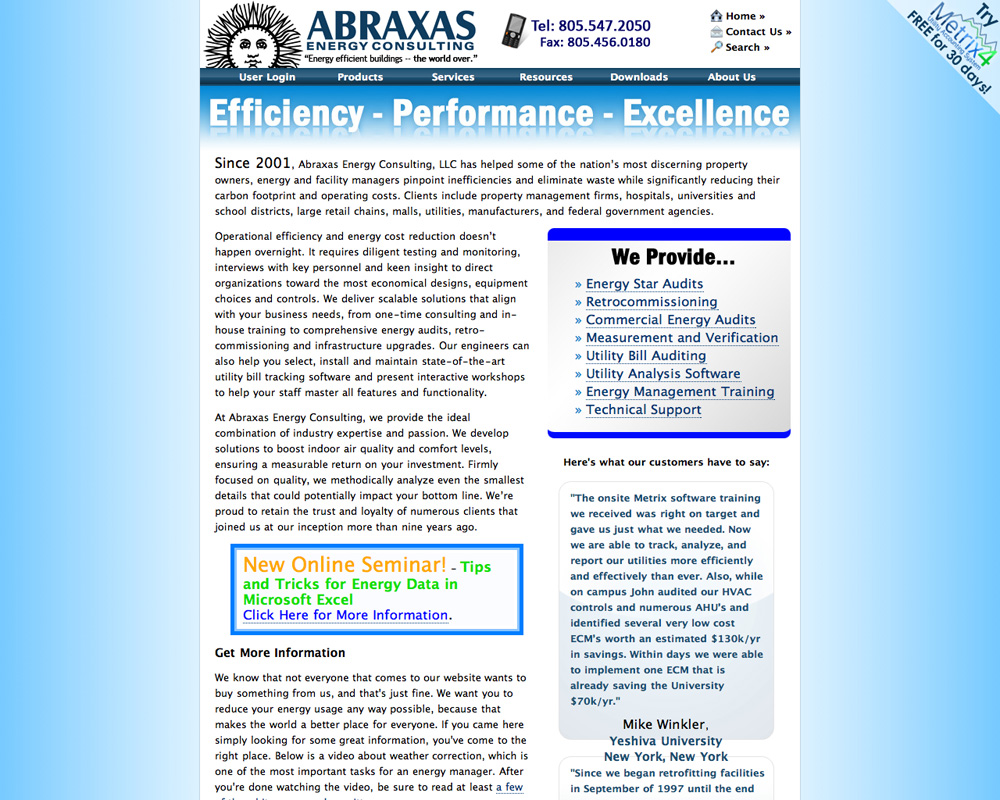 ABRAXAS
ENERGY CONSULTING
"Energy efficient buildings -- the world over."
Tel: 805.547.2050
Fax: 805.456.0180
Home »
Contact Us »
Search »
Try
Metrix4
Utility Accounting System
FREE for 30 days!
User Login Products Services Resources Downloads About Us
Efficiency - Performance - Excellence
Since 2001, Abraxas Energy Consulting, LLC has helped some of the nation's most discerning property
owners, energy and facility managers pinpoint inefficiencies and eliminate waste while significantly reducing their
carbon footprint and operating costs. Clients include property management firms, hospitals, universities and
school districts, large retail chains, malls, utilities, manufacturers, and federal government agencies.
Operational efficiency and energy cost reduction doesn't
happen overnight. It requires diligent testing and monitoring,
interviews with key personnel and keen insight to direct
organizations toward the most economical designs, equipment
choices and controls. We deliver scalable solutions that align
with your business needs, from one-time consulting and in-
house training to comprehensive energy audits, retro-
commissioning and infrastructure upgrades. Our engineers can
also help you select, install and maintain state-of-the-art
utility bill tracking software and present interactive workshops
to help your staff master all features and functionality.
At Abraxas Energy Consulting, we provide the ideal
combination of industry expertise and passion. We develop
solutions to boost indoor air quality and comfort levels,
ensuring a measurable return on your investment. Firmly
focused on quality, we methodically analyze even the smallest
details that could potentially impact your bottom line. We're
proud to retain the trust and loyalty of numerous clients that
joined us at our inception more than nine years ago.
New Online Seminar! - Tips
and Tricks for Energy Data in
Microsoft Excel
Click Here for More Information.
Get More Information
We know that not everyone that comes to our website wants to
buy something from us, and that's just fine. We want you to
reduce your energy usage any way possible, because that
makes the world a better place for everyone. If you came here
simply looking for some great information, you've come to the
right place. Below is a video about weather correction, which is
one of the most important tasks for an energy manager. After
you're done watching the video, be sure to read at least a few
We Provide...
» Energy Star Audits
» Retrocommissioning
» Commercial Energy Audits
» Measurement and Verification
» Utility Bill Auditing
» Utility Analysis Software
» Energy Management Training
» Technical Support
Here's what our customers have to say:
"The onsite Metrix software training
we received was right on target and
gave us just what we needed. Now
we are able to track, analyze, and
report our utilities more efficiently
and effectively than ever. Also, while
on campus John audited our HVAC
controls and numerous AHU's and
identified several very low cost
ECM's worth an estimated $130k/yr
in savings. Within days we were able
to implement one ECM that is
already saving the University
$70k/yr."
Mike Winkler,
Yeshiva University
New York, New York
"Since we began retrofitting facilities
in September of 1997 until the end